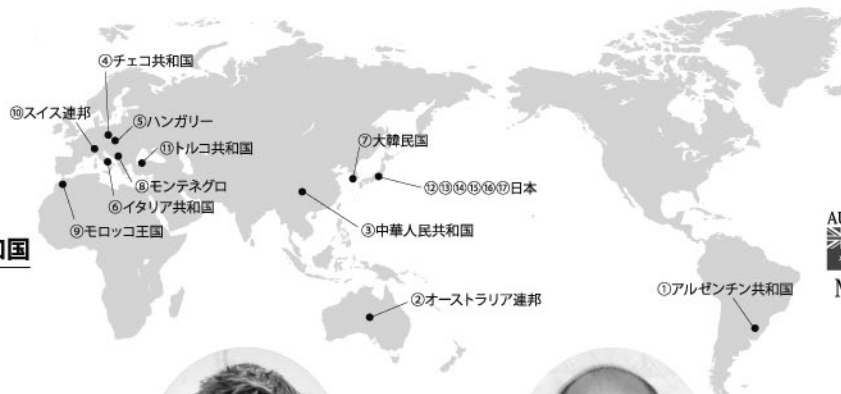 ④チェコ共和国
⑩スイス連邦
⑤ハンガリー
⑪トルコ共和国
⑦大韓民国
⑧モンテネグロ
⑫⑬⑭⑮⑯⑰日本
⑥イタリア共和国
⑨モロッコ王国
③中華人民共和国
和国
②オーストラリア連邦
①アルゼンチン共和国
AU
M